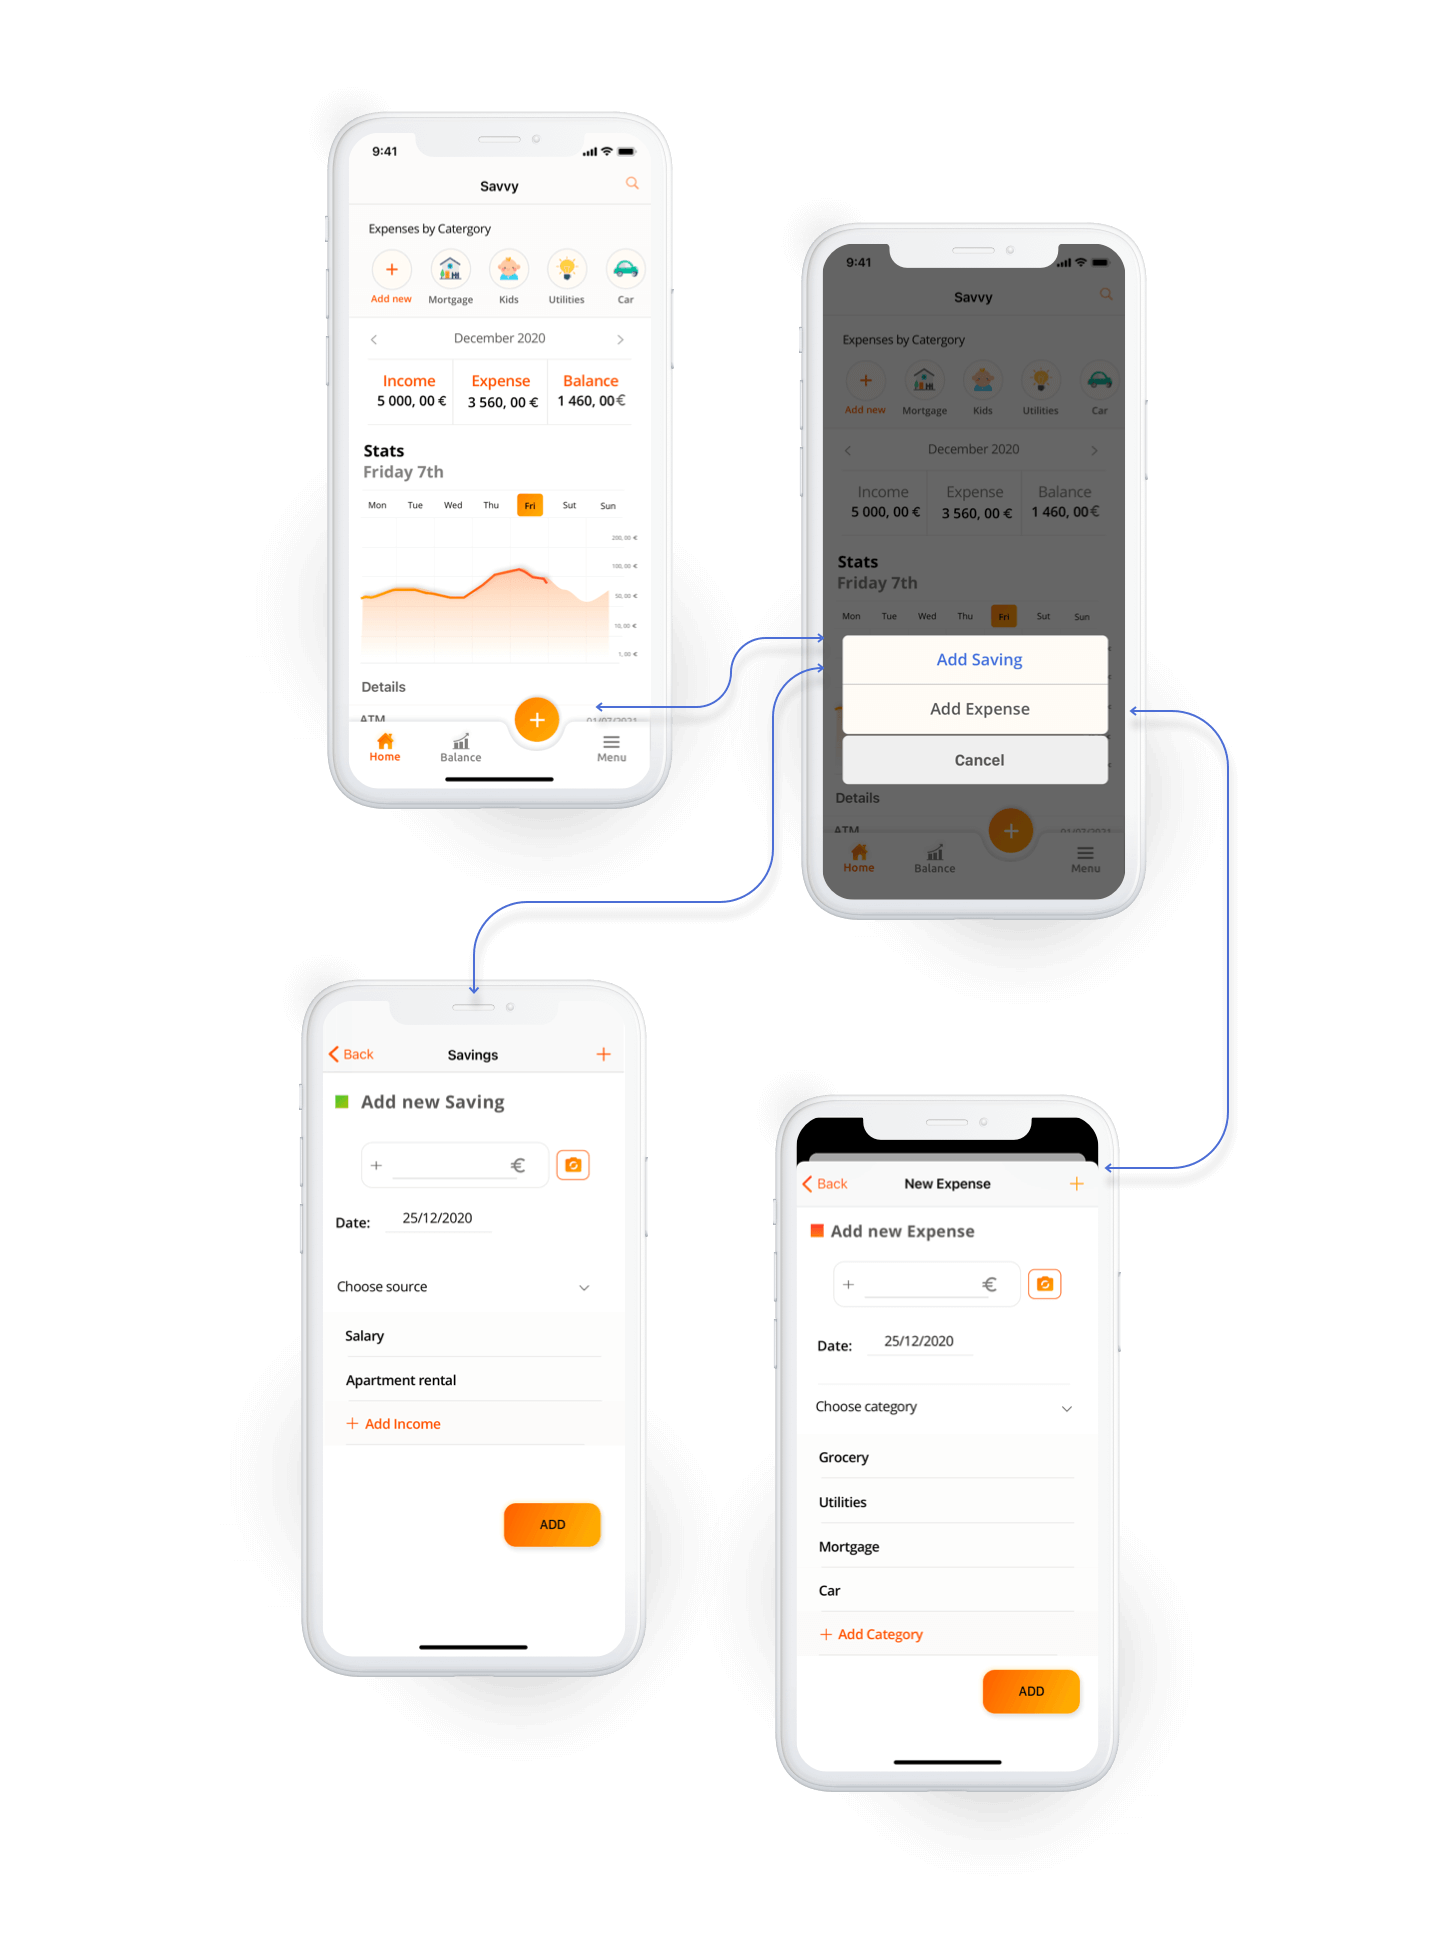 9:41
Savvy
Expenses by Catergory
+
Add new Mortgage Kids Utilities Car
December 2020
Income Expense Balance
5 000, 00 € 3 560, 00 € 1 460, 00 €
Stats
Friday 7th
Mon Tue Wed Thu Fri Sut Sun
200, 00 €
100, 00 €
50, 00 €
10, 00 €
1, 00 €
Details
ATM 01/07/2021
+
Home Balance Menu
9:41
Savvy
Expenses by Catergory
+
Add new Mortgage Kids Utilities Car
December 2020
Income Expense Balance
5 000, 00 € 3 560, 00 € 1 460, 00 €
Stats
Friday 7th
Mon Tue Wed Thu Fri Sut Sun
Add Saving
Add Expense
Cancel
Details
ATM 01/07/2021
+
Home Balance Menu
Back Savings +
Add new Saving
+ €
Date: 25/12/2020
Choose source
Salary
Apartment rental
+ Add Income
ADD
Back New Expense +
Add new Expense
+ €
Date: 25/12/2020
Choose category
Grocery
Utilities
Mortgage
Car
+ Add Category
ADD